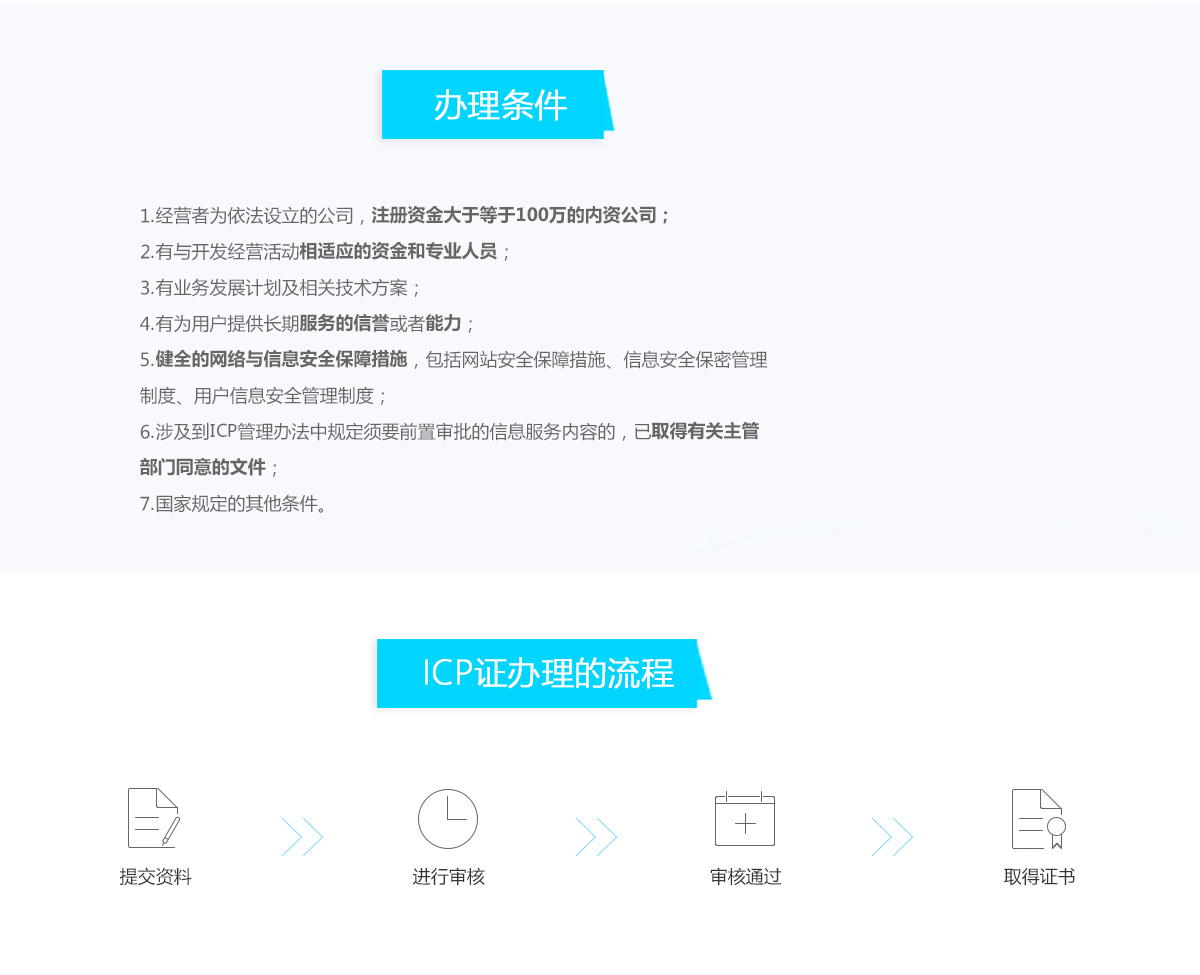 办理条件
1.经营者为依法设立的公司，注册资金大于等于100万的内资公司；
2.有与开发经营活动相适应的资金和专业人员；
3.有业务发展计划及相关技术方案；
4.有为用户提供长期服务的信誉或者能力；
5.健全的网络与信息安全保障措施，包括网站安全保障措施、信息安全保密管理
制度、用户信息安全管理制度；
6.涉及到ICP管理办法中规定须要前置审批的信息服务内容的，已取得有关主管
部门同意的文件；
7.国家规定的其他条件。
ICP证办理的流程
提交资料
进行审核
审核通过
取得证书